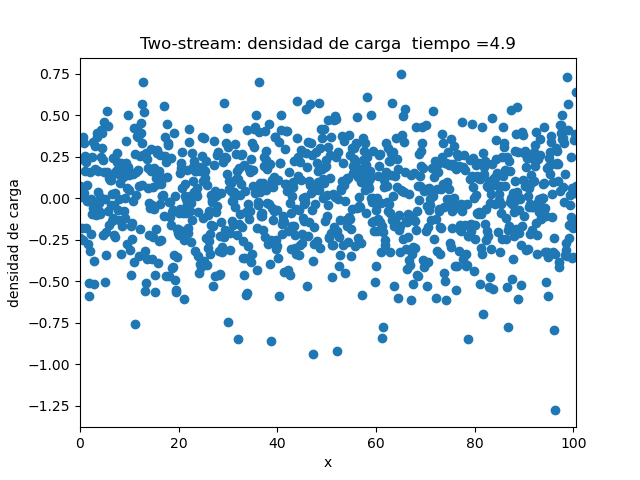 Two-stream: densidad de carga  tiempo =4.9
densidad de carga
0.75
0.50
0.25
0.00
−0.25
−0.50
−0.75
−1.00
−1.25
0 20 40 60 80 100
x